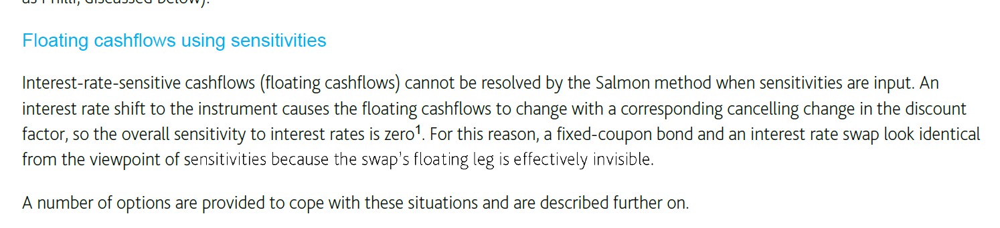 Floating cashflows using sensitivities
Interest-rate-sensitive cashflows (floating cashflows) cannot be resolved by the Salmon method when sensitivities are input. An
interest rate shift to the instrument causes the floating cashflows to change with a corresponding cancelling change in the discount
factor, so the overall sensitivity to interest rates is zero¹. For this reason, a fixed-coupon bond and an interest rate swap look identical
from the viewpoint of sensitivities because the swap's floating leg is effectively invisible.
A number of options are provided to cope with these situations and are described further on.